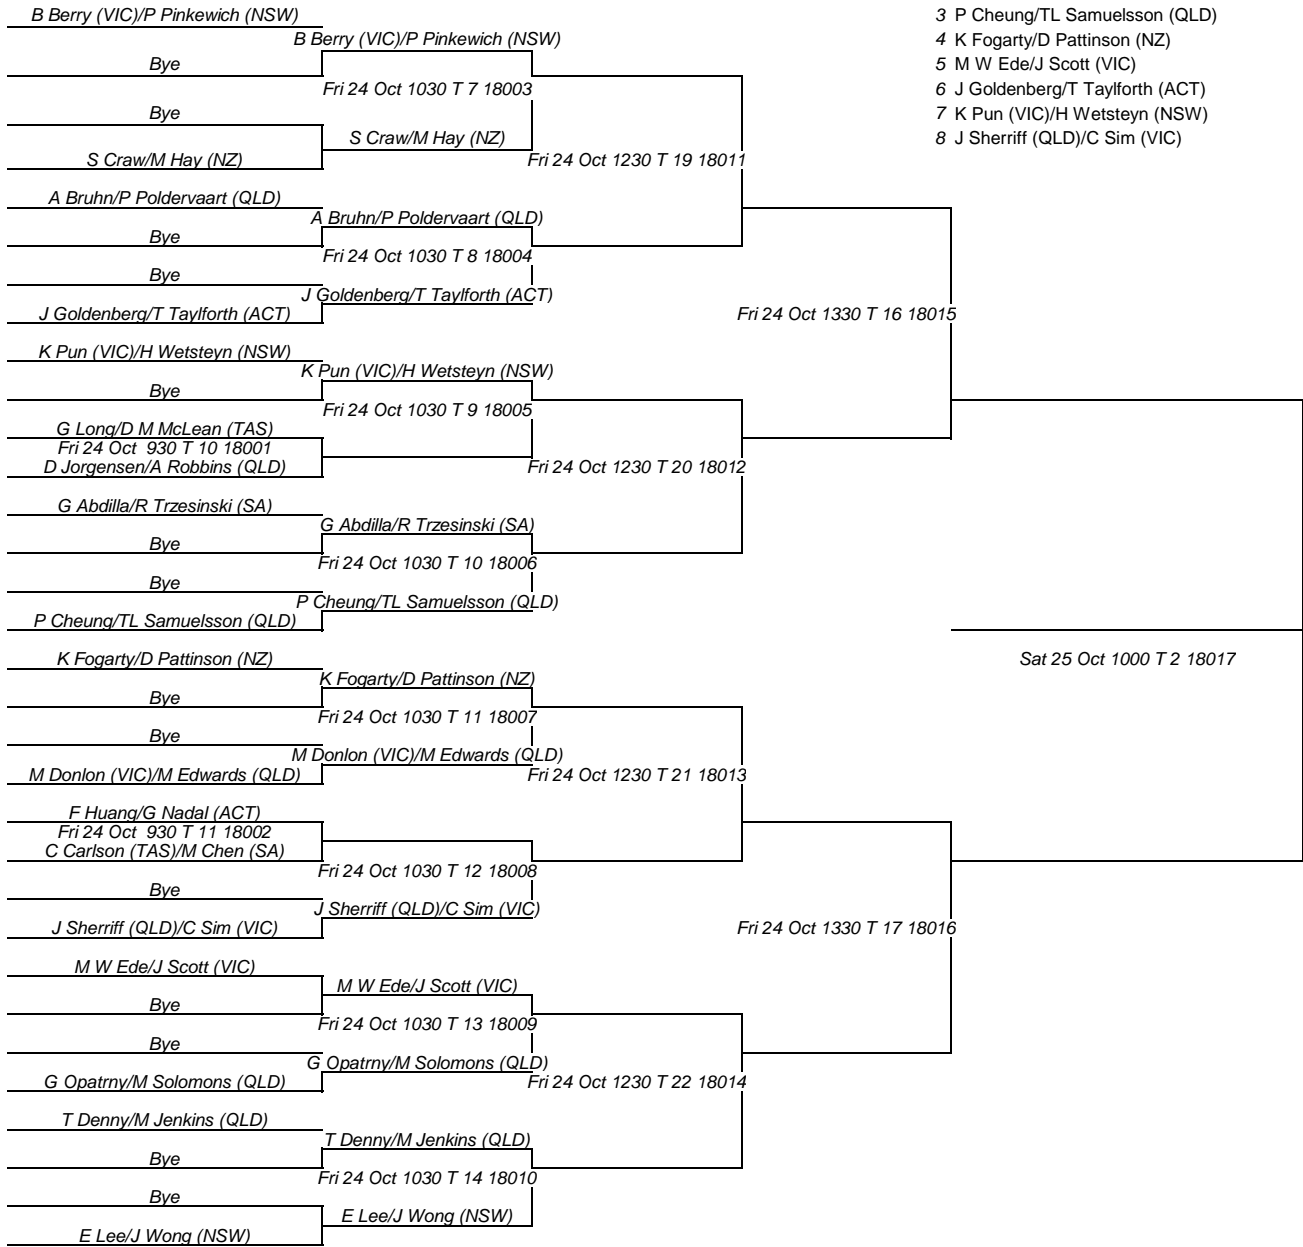 B Berry (VIC)/P Pinkewich (NSW)
3 P Cheung/TL Samuelsson (QLD)
B Berry (VIC)/P Pinkewich (NSW)
4 K Fogarty/D Pattinson (NZ)
Bye
5 M W Ede/J Scott (VIC)
Fri 24 Oct 1030 T 7 18003
6 J Goldenberg/T Taylforth (ACT)
Bye
7 K Pun (VIC)/H Wetsteyn (NSW)
S Craw/M Hay (NZ)
8 J Sherriff (QLD)/C Sim (VIC)
S Craw/M Hay (NZ)
Fri 24 Oct 1230 T 19 18011
A Bruhn/P Poldervaart (QLD)
A Bruhn/P Poldervaart (QLD)
Bye
Fri 24 Oct 1030 T 8 18004
Bye
J Goldenberg/T Taylforth (ACT)
J Goldenberg/T Taylforth (ACT)
Fri 24 Oct 1330 T 16 18015
K Pun (VIC)/H Wetsteyn (NSW)
K Pun (VIC)/H Wetsteyn (NSW)
Bye
Fri 24 Oct 1030 T 9 18005
G Long/D M McLean (TAS)
Fri 24 Oct 930 T 10 18001
D Jorgensen/A Robbins (QLD)
Fri 24 Oct 1230 T 20 18012
G Abdilla/R Trzesinski (SA)
G Abdilla/R Trzesinski (SA)
Bye
Fri 24 Oct 1030 T 10 18006
Bye
P Cheung/TL Samuelsson (QLD)
P Cheung/TL Samuelsson (QLD)
K Fogarty/D Pattinson (NZ)
Sat 25 Oct 1000 T 2 18017
K Fogarty/D Pattinson (NZ)
Bye
Fri 24 Oct 1030 T 11 18007
Bye
M Donlon (VIC)/M Edwards (QLD)
M Donlon (VIC)/M Edwards (QLD)
Fri 24 Oct 1230 T 21 18013
F Huang/G Nadal (ACT)
Fri 24 Oct 930 T 11 18002
C Carlson (TAS)/M Chen (SA)
Fri 24 Oct 1030 T 12 18008
Bye
J Sherriff (QLD)/C Sim (VIC)
J Sherriff (QLD)/C Sim (VIC)
Fri 24 Oct 1330 T 17 18016
M W Ede/J Scott (VIC)
M W Ede/J Scott (VIC)
Bye
Fri 24 Oct 1030 T 13 18009
Bye
G Opatrny/M Solomons (QLD)
G Opatrny/M Solomons (QLD)
Fri 24 Oct 1230 T 22 18014
T Denny/M Jenkins (QLD)
T Denny/M Jenkins (QLD)
Bye
Fri 24 Oct 1030 T 14 18010
Bye
E Lee/J Wong (NSW)
E Lee/J Wong (NSW)